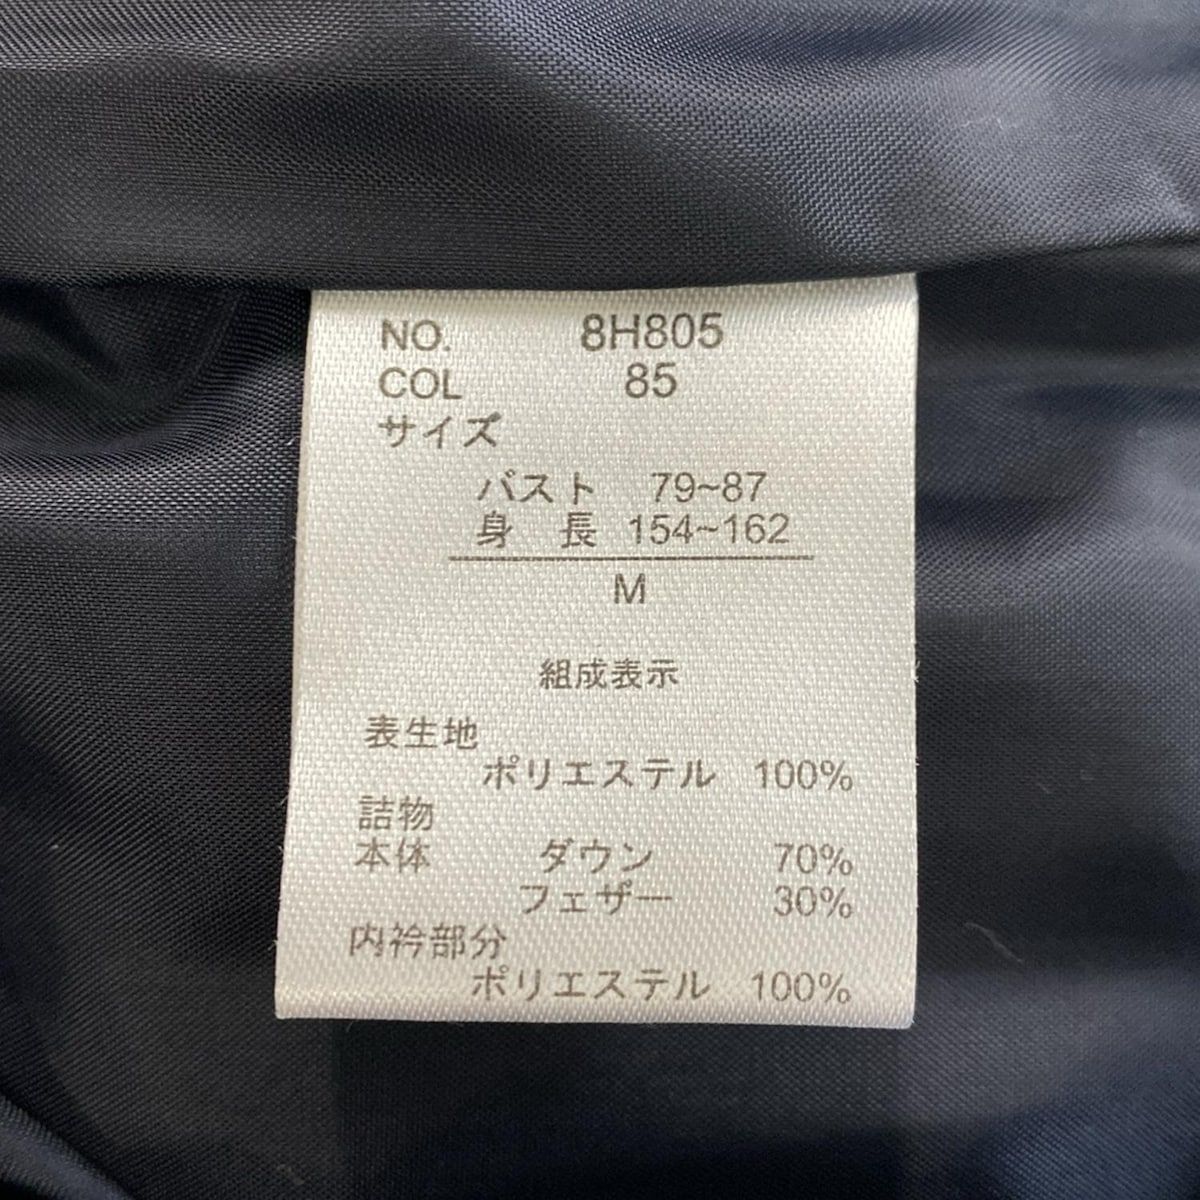 NO. 8H805
COL 85
サイズ
バスト 79~87
身 長 154~162
M
組成表示
表生地
ポリエステル 100%
詰物
本体 ダウン 70%
フェザー 30%
内衿部分
ポリエステル 100%